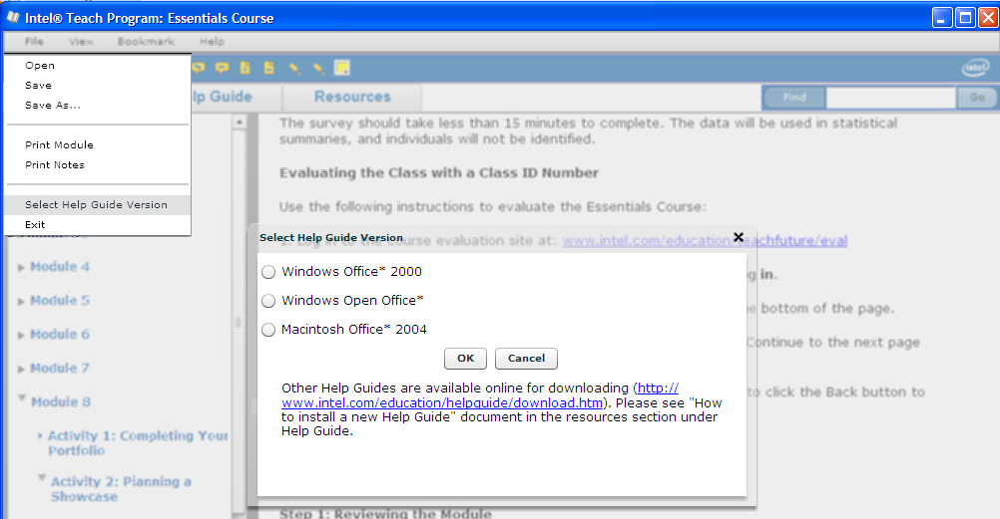 Intel® Teach Program: Essentials Course
File View Bookmark Help
Open
Save
Save As...
Print Module
Print Notes
Select Help Guide Version
Exit
intel
lp Guide
Resources
Find
Go
The survey should take less than 15 minutes to complete. The data will be used in statistical
summaries, and individuals will not be identified.
Evaluating the Class with a Class ID Number
Use the following instructions to evaluate the Essentials Course:
course evaluation site at: www.intel.com/education/teachfuture/eval
g in.
e bottom of the page.
Continue to the next page
to click the Back button to
Step 1: Reviewing the Module
Module 4
Module 5
Module 6
Module 7
Module 8
Activity 1: Completing Your
Portfolio
Activity 2: Planning a
Showcase
Select Help Guide Version
Windows Office* 2000
Windows Open Office*
Macintosh Office* 2004
OK
Cancel
Other Help Guides are available online for downloading (http://
www.intel.com/education/helpguide/download.htm). Please see "How
to install a new Help Guide" document in the resources section under
Help Guide.